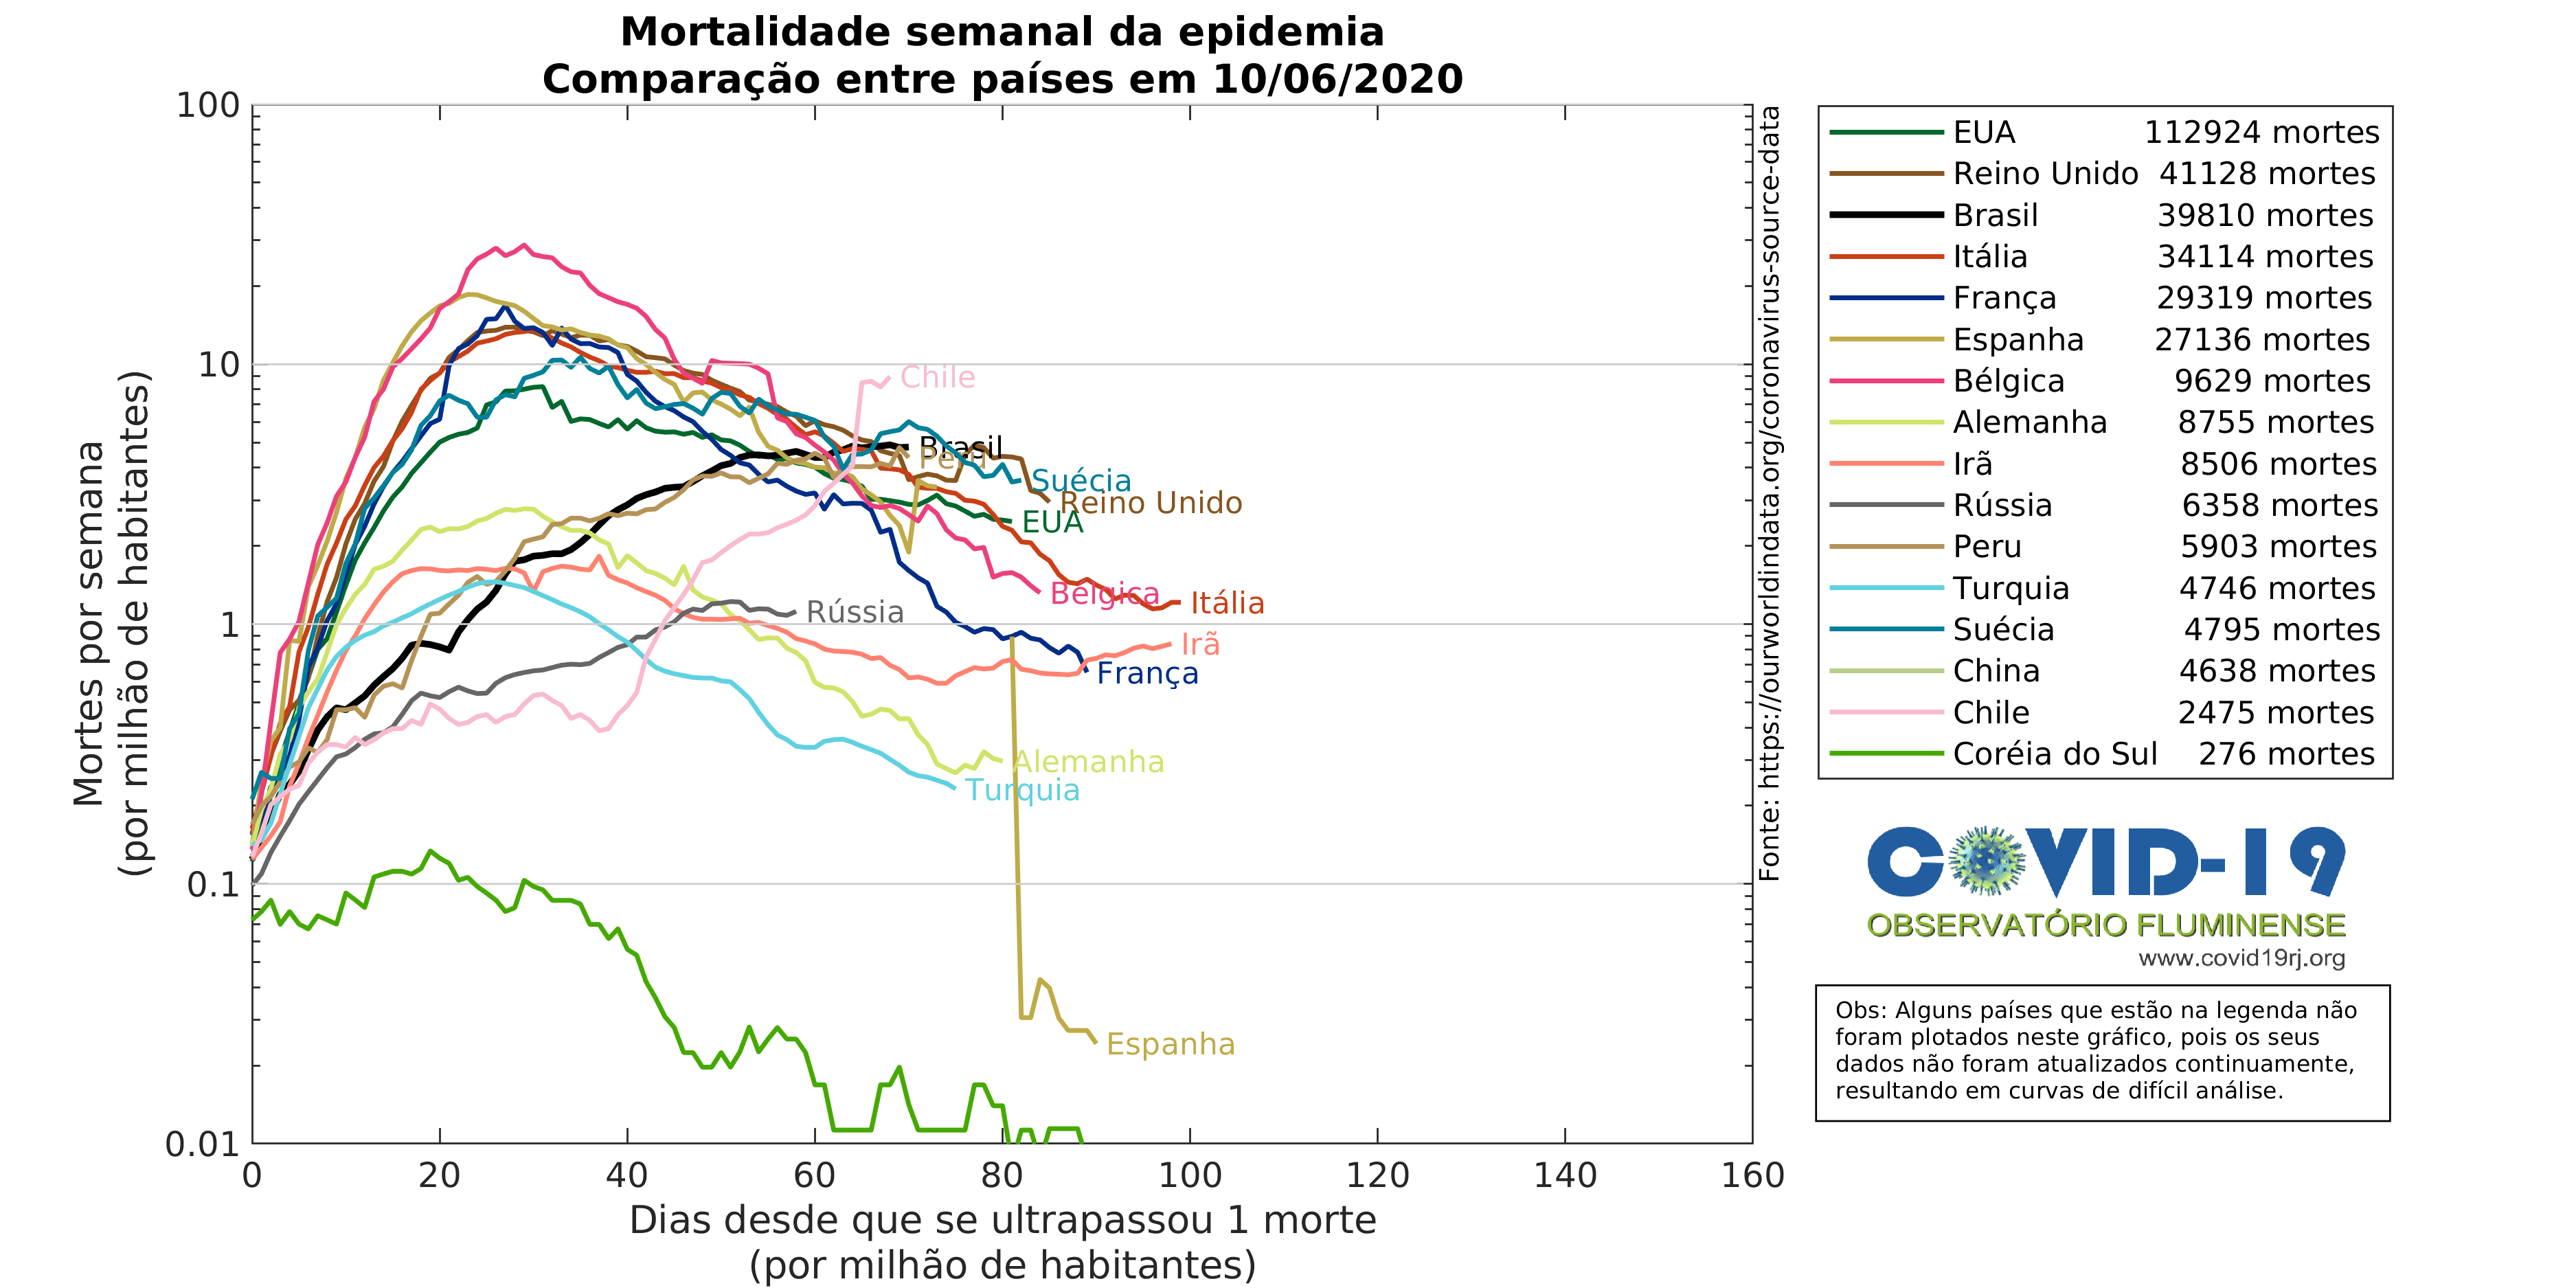 Mortalidade semanal da epidemia
Comparação entre países em 10/06/2020
Mortes por semana
(por milhão de habitantes)
100
10
1
0.1
0.01
0
20
40
60
80
100
120
140
160
Dias desde que se ultrapassou 1 morte
(por milhão de habitantes)
Chile
Brasil
Peru
Suécia
Reino Unido
EUA
Bélgica
Itália
Rússia
Irã
França
Alemanha
Turquia
Espanha
Fonte: https://ourworldindata.org/coronavirus-source-data
EUA 112924 mortes
Reino Unido 41128 mortes
Brasil 39810 mortes
Itália 34114 mortes
França 29319 mortes
Espanha 27136 mortes
Bélgica 9629 mortes
Alemanha 8755 mortes
Irã 8506 mortes
Rússia 6358 mortes
Peru 5903 mortes
Turquia 4746 mortes
Suécia 4795 mortes
China 4638 mortes
Chile 2475 mortes
Coréia do Sul 276 mortes
COVID-19
OBSERVATÓRIO FLUMINENSE
www.covid19rj.org
Obs: Alguns países que estão na legenda não
foram plotados neste gráfico, pois os seus
dados não foram atualizados continuamente,
resultando em curvas de difícil análise.